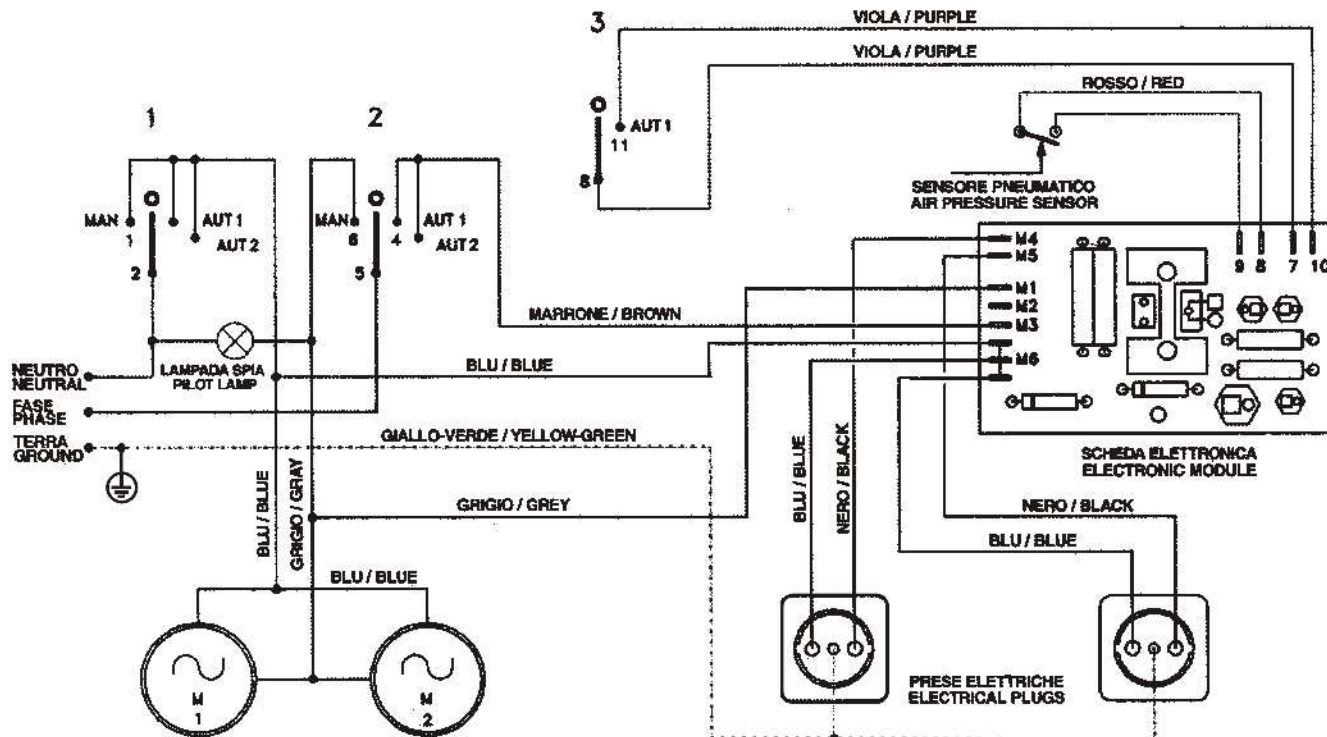 3
VIOLA / PURPLE
VIOLA / PURPLE
ROSSO / RED
1
2
AUT 1
11
8
SENSORE PNEUMATICO
AIR PRESSURE SENSOR
MAN
1
AUT 1
AUT 2
2
MAN
6
4
AUT 1
AUT 2
5
M4
M5
M1
M2
M3
M6
9
8
7
10
MARRONE / BROWN
BLU / BLUE
LAMPADA SPIA
PILOT LAMP
NEUTRO
NEUTRAL
FASE
PHASE
TERRA
GROUND
GIALLO-VERDE / YELLOW-GREEN
SCHEDA ELETTRONICA
ELECTRONIC MODULE
BLU / BLUE
GRIGIO / GRAY
GRIGIO / GREY
BLU / BLUE
NERO / BLACK
NERO / BLACK
BLU / BLUE
BLU / BLUE
M
1
M
2
PRESE ELETTRICHE
ELECTRICAL PLUGS